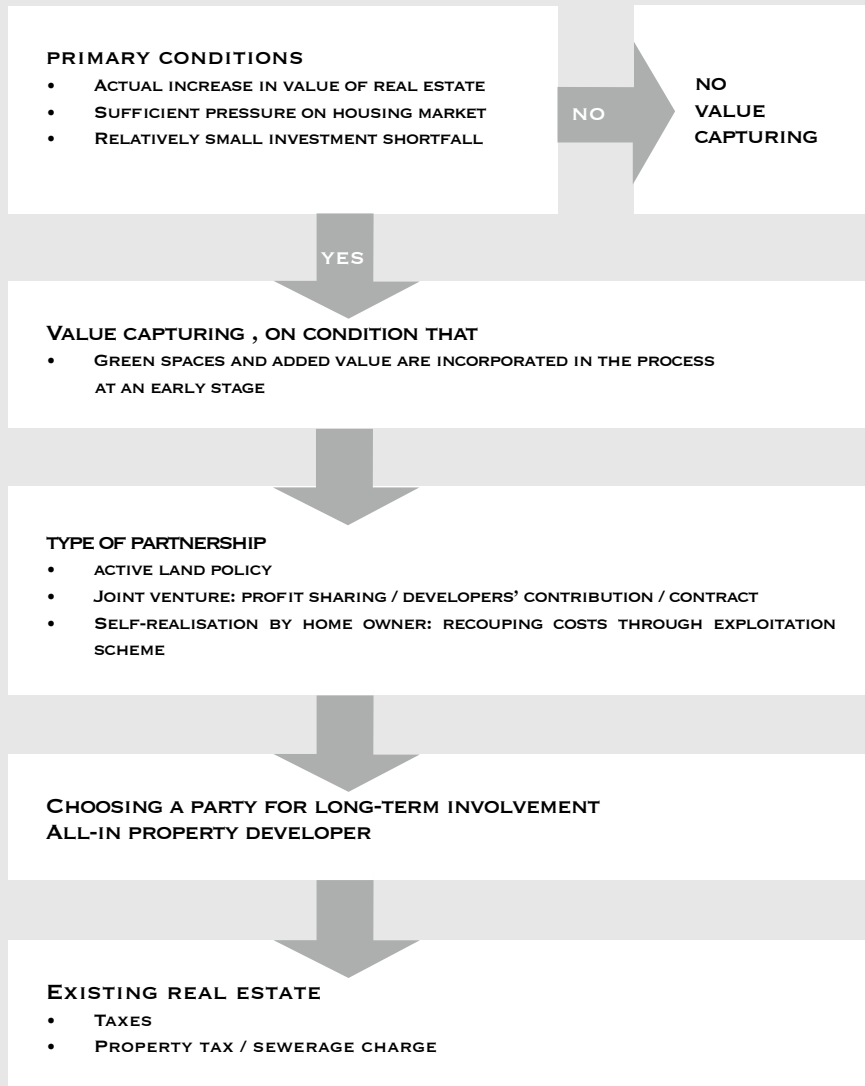 PRIMARY CONDITIONS
• ACTUAL INCREASE IN VALUE OF REAL ESTATE
• SUFFICIENT PRESSURE ON HOUSING MARKET
• RELATIVELY SMALL INVESTMENT SHORTFALL
NO
NO
VALUE
CAPTURING
YES
VALUE CAPTURING , ON CONDITION THAT
• GREEN SPACES AND ADDED VALUE ARE INCORPORATED IN THE PROCESS
AT AN EARLY STAGE
TYPE OF PARTNERSHIP
• ACTIVE LAND POLICY
• JOINT VENTURE: PROFIT SHARING / DEVELOPERS’ CONTRIBUTION / CONTRACT
• SELF-REALISATION BY HOME OWNER: RECOUPING COSTS THROUGH EXPLOITATION
SCHEME
CHOOSING A PARTY FOR LONG-TERM INVOLVEMENT
ALL-IN PROPERTY DEVELOPER
EXISTING REAL ESTATE
• TAXES
• PROPERTY TAX / SEWERAGE CHARGE